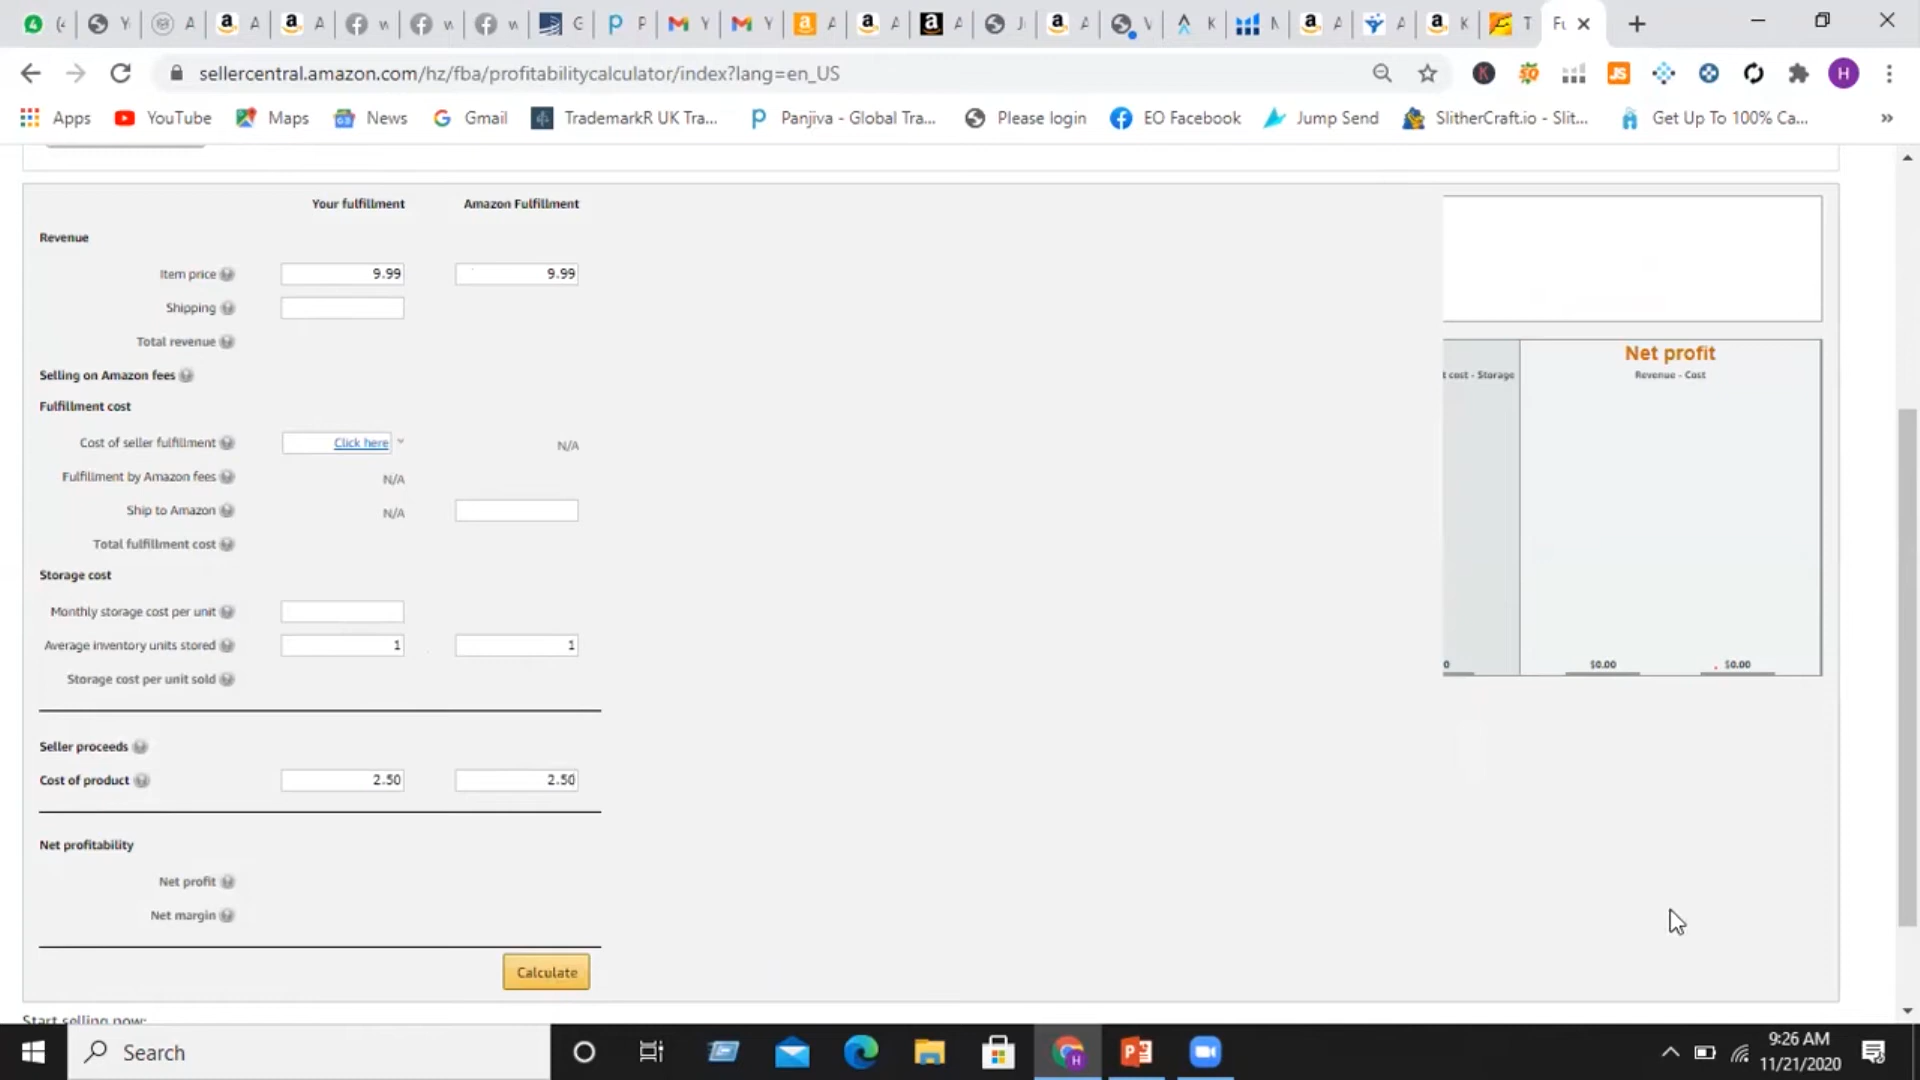 sellercentral.amazon.com/hz/fba/profitabilitycalculator/index?lang=en_US
H
Apps
YouTube
Maps
News
Gmail
TrademarkR UK Tra...
Panjiva - Global Tra...
Please login
EO Facebook
Jump Send
SlitherCraft.io - Slit...
Get Up To 100% Ca...
»
Your fulfillment
Amazon Fulfillment
Revenue
Item price 9.99 9.99
Shipping
Total revenue
Selling on Amazon fees
Fulfillment cost
Cost of seller fulfillment Click here N/A
Fulfillment by Amazon fees N/A
Ship to Amazon N/A
Total fulfillment cost
Storage cost
Monthly storage cost per unit
Average inventory units stored 1 1
Storage cost per unit sold
Seller proceeds
Cost of product 2.50 2.50
Net profitability
Net profit
Net margin
Calculate
Net profit
t cost - Storage
Revenue - Cost
0
$0.00
$0.00
Start selling now:
Search
9:26 AM
11/21/2020